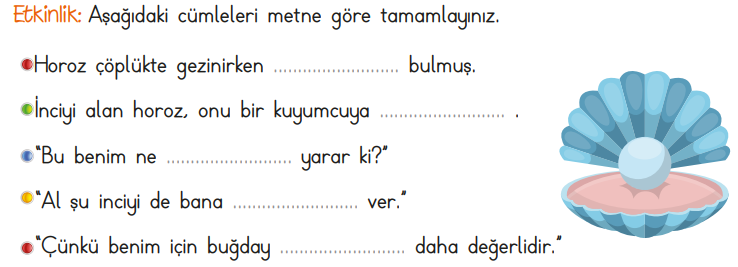 Etkinlik: Aşağıdaki cümleleri metne göre tamamlayınız.
Horoz çöplükte gezinirken .............................. bulmuş.
İnciyi alan horoz, onu bir kuyumcuya .............................. .
"Bu benim ne .............................. yarar ki?"
"Al şu inciyi de bana .............................. ver."
"Çünkü benim için buğday .............................. daha değerlidir."